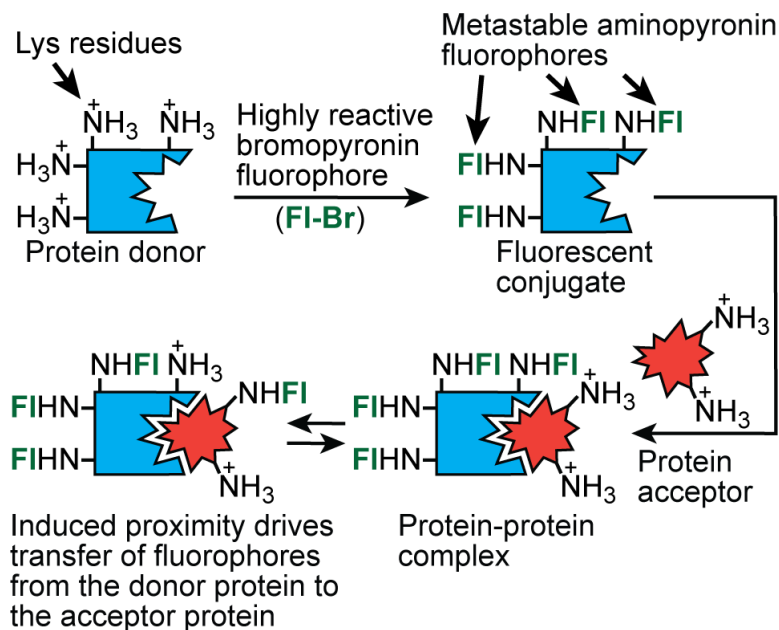 Lys residues
Metastable aminopyronin
fluorophores
+
NH3
+
NH3
+
H3N
+
H3N
Protein donor
Highly reactive
bromopyronin
fluorophore
(Fl-Br)
NHFl
NHFl
FlHN
FlHN
Fluorescent
conjugate
+
NH3
+
NH3
Protein
acceptor
NHFl
+
NH3
FlHN
FlHN
NHFl
+
NH3
Induced proximity drives
transfer of fluorophores
from the donor protein to
the acceptor protein
NHFl
NHFl
FlHN
FlHN
+
NH3
+
NH3
Protein-protein
complex